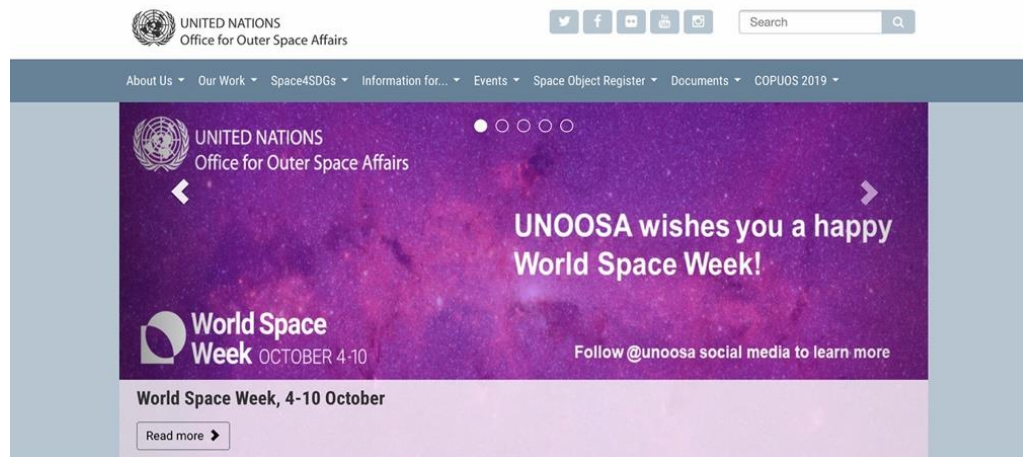 UNITED NATIONS
Office for Outer Space Affairs
Search
About Us Our Work Space4SDGs Information for... Events Space Object Register Documents COPUOS 2019
UNITED NATIONS
Office for Outer Space Affairs
UNOOSA wishes you a happy
World Space Week!
World Space
Week OCTOBER 4-10
Follow @unoosa social media to learn more
World Space Week, 4-10 October
Read more